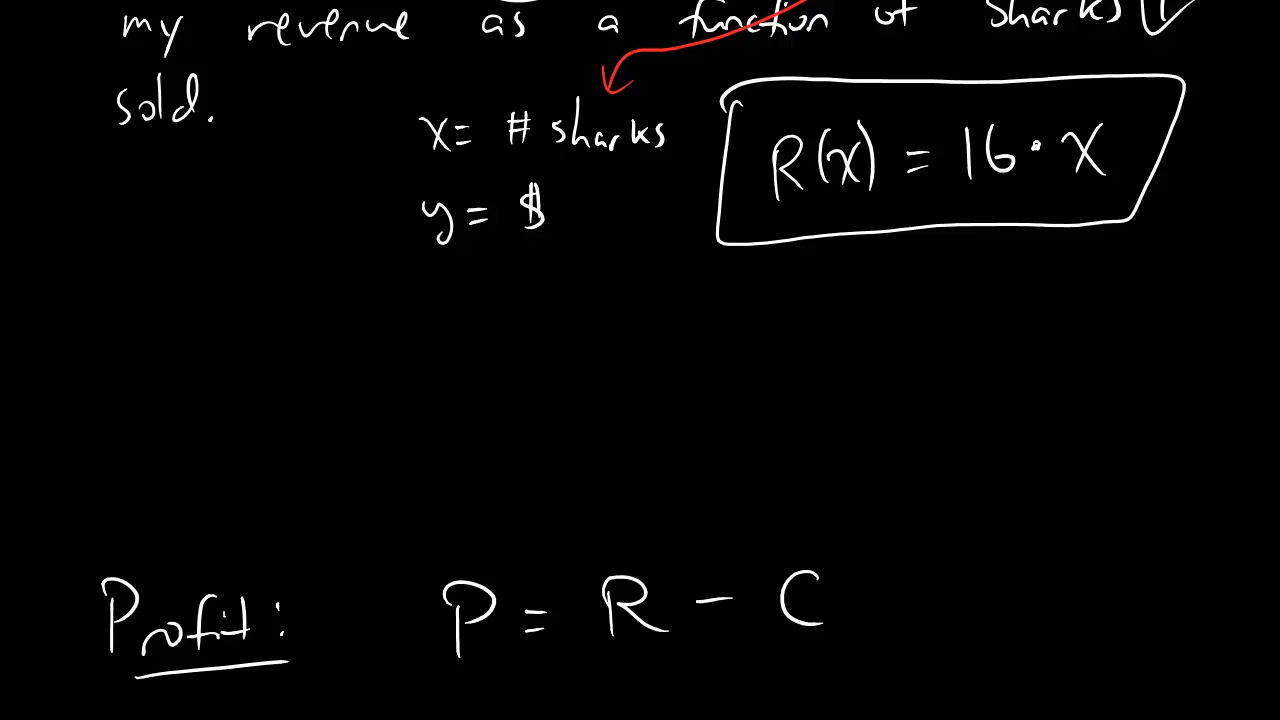 my revenue as a function of sharks
sold.
x = # sharks
y = $
R(x) = 16 · x
Profit: P = R - C